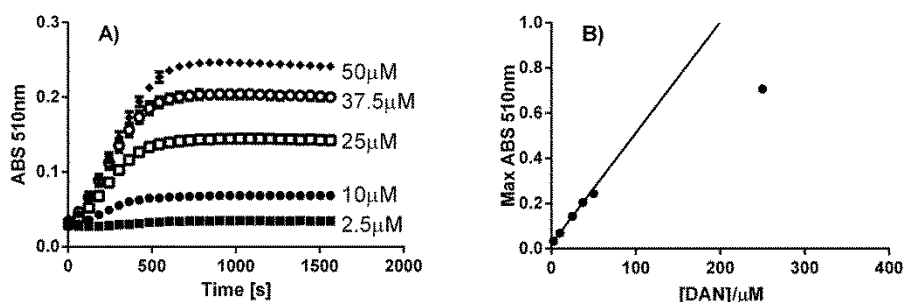 A)
ABS 510nm
0.3
0.2
0.1
0.0
50μM
37.5μM
25μM
10μM
2.5μM
0
500
1000
1500
2000
Time [s]
B)
Max ABS 510nm
1.0
0.8
0.6
0.4
0.2
0.0
0
100
200
300
400
[DAN]/μM